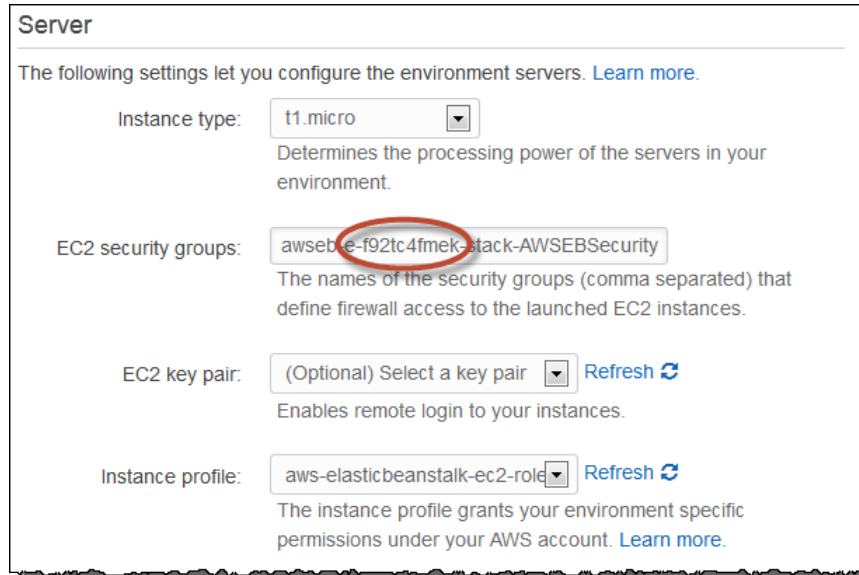 Server
The following settings let you configure the environment servers. Learn more.
Instance type:
t1.micro
Determines the processing power of the servers in your
environment.
EC2 security groups:
awseb-e-f92tc4fmek-stack-AWSEBSecurity
The names of the security groups (comma separated) that
define firewall access to the launched EC2 instances.
EC2 key pair:
(Optional) Select a key pair
Refresh
Enables remote login to your instances.
Instance profile:
aws-elasticbeanstalk-ec2-role
Refresh
The instance profile grants your environment specific
permissions under your AWS account. Learn more.